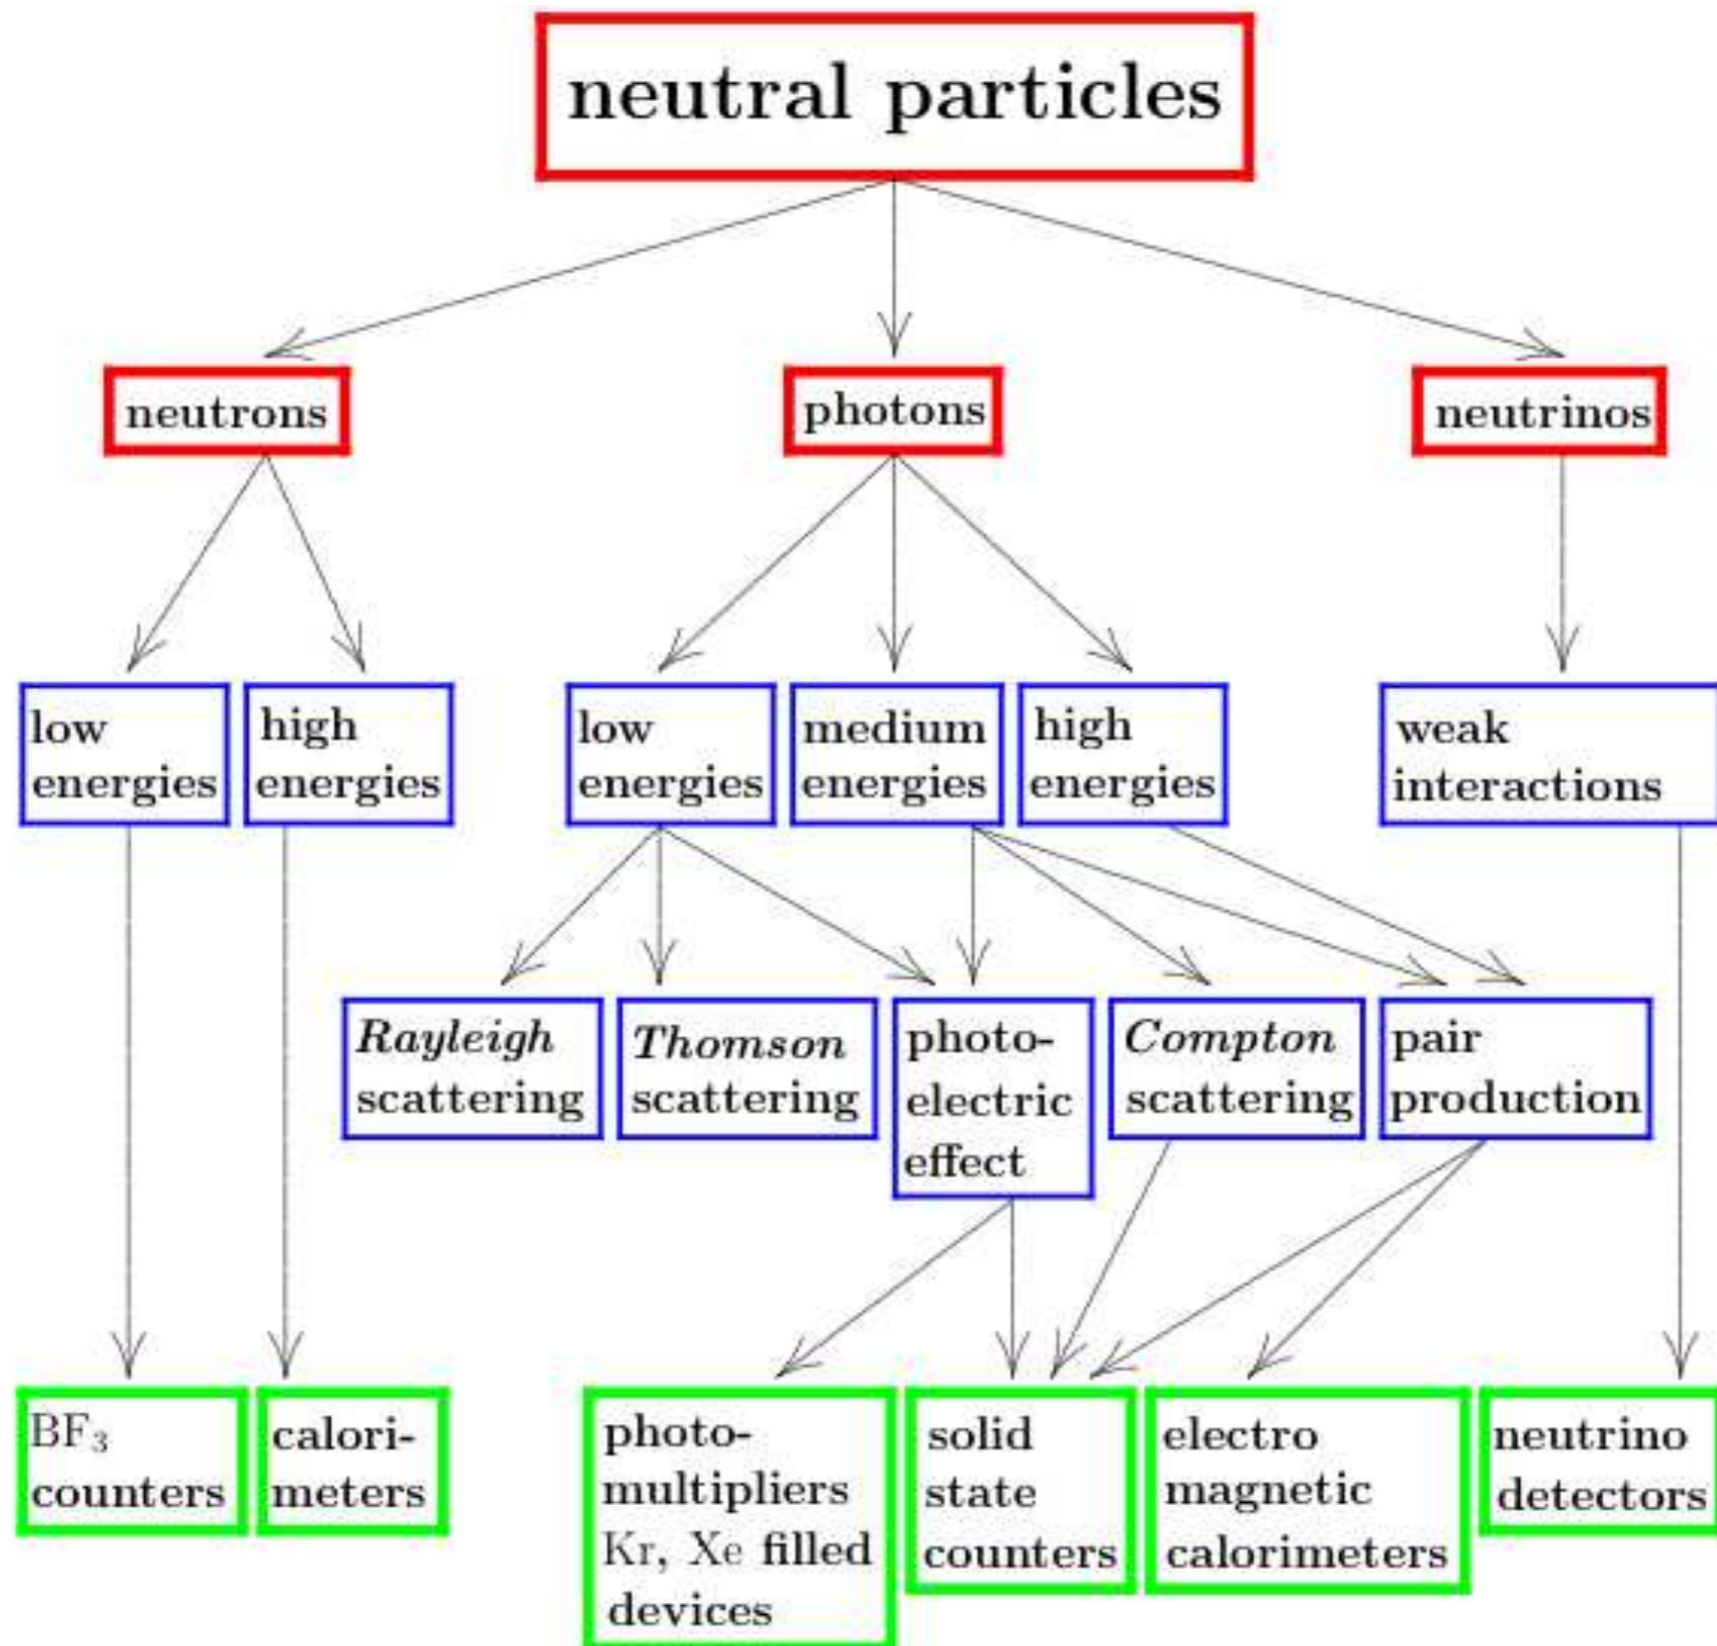 neutral particles
neutrons
photons
neutrinos
low
energies
high
energies
low
energies
medium
energies
high
energies
weak
interactions
Rayleigh
scattering
Thomson
scattering
photo-
electric
effect
Compton
scattering
pair
production
BF₃
counters
calori-
meters
photo-
multipliers
Kr, Xe filled
devices
solid
state
counters
electro
magnetic
calorimeters
neutrino
detectors